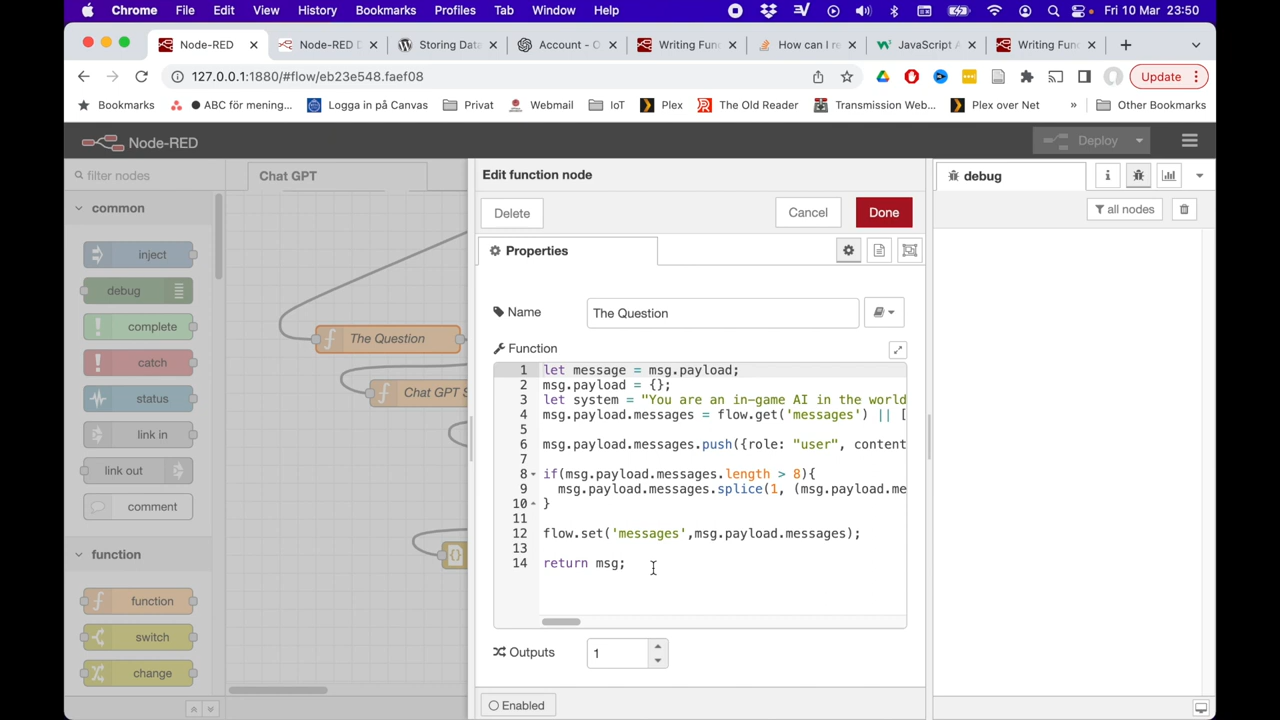 Chrome File Edit View History Bookmarks Profiles Tab Window Help Fri 10 Mar 23:50
Node-RED Node-RED Storing Dat Account - O Writing Fun How can I re JavaScript A Writing Fun
127.0.0.1:1880/#flow/eb23e548.faef08 Update
Bookmarks ABC för mening... Logga in på Canvas Privat Webmail IoT Plex The Old Reader Transmission Web... Plex over Net » Other Bookmarks
Node-RED Deploy
filter nodes Chat GPT Edit function node debug
common Delete Cancel Done all nodes
inject Properties
debug
complete Name The Question
The Question
catch Function
Chat GPT S
status
link in
link out
comment
function
function
switch
change
1 let message = msg.payload;
2 msg.payload = {};
3 let system = "You are an in-game AI in the world
4 msg.payload.messages = flow.get('messages') || [
5
6 msg.payload.messages.push({role: "user", content
7
8 if(msg.payload.messages.length > 8){
9 msg.payload.messages.splice(1, (msg.payload.me
10 }
11
12 flow.set('messages',msg.payload.messages);
13
14 return msg;
Outputs 1
Enabled